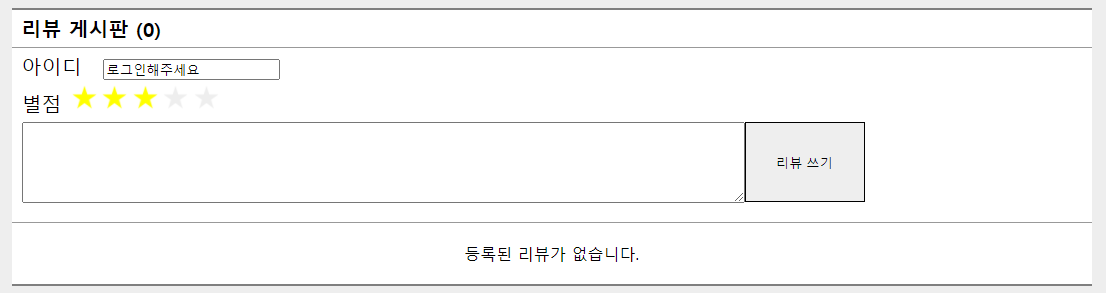 리뷰 게시판 (0)
아이디 로그인해주세요
별점 ★★★★★
리뷰 쓰기
등록된 리뷰가 없습니다.